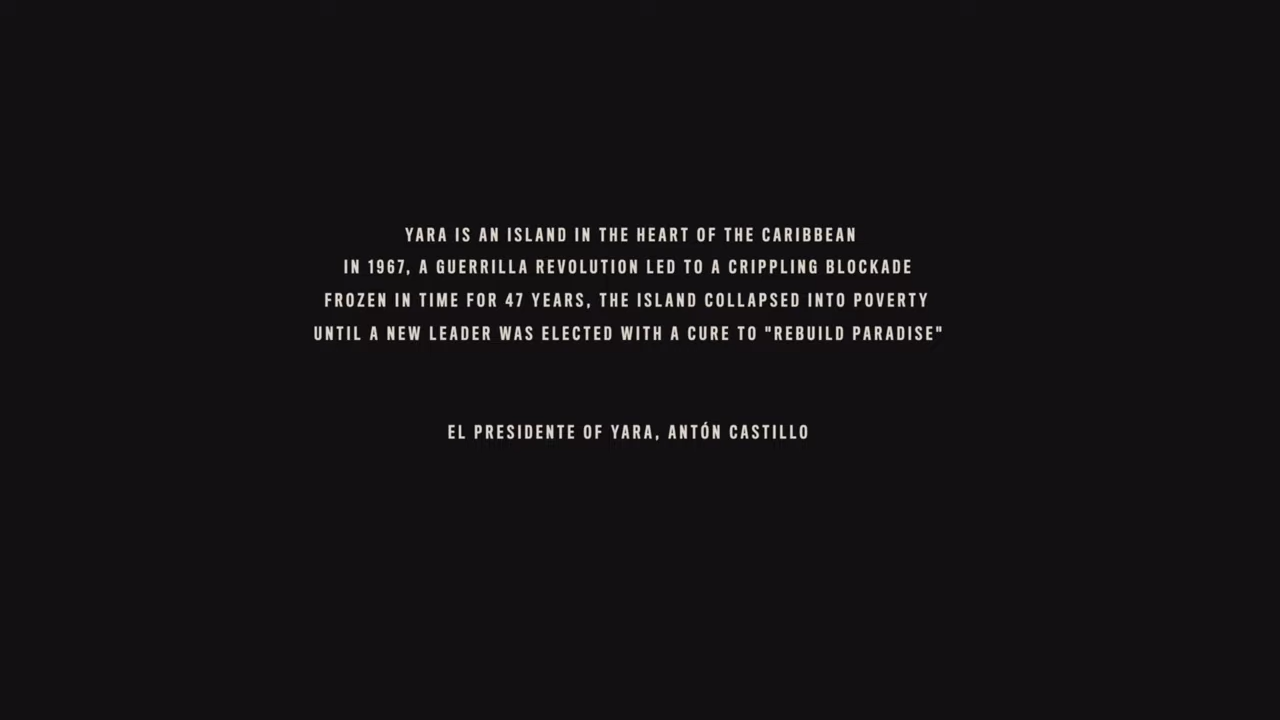 YARA IS AN ISLAND IN THE HEART OF THE CARIBBEAN
IN 1967, A GUERRILLA REVOLUTION LED TO A CRIPPLING BLOCKADE
FROZEN IN TIME FOR 47 YEARS, THE ISLAND COLLAPSED INTO POVERTY
UNTIL A NEW LEADER WAS ELECTED WITH A CURE TO "REBUILD PARADISE"
EL PRESIDENTE OF YARA, ANTÓN CASTILLO